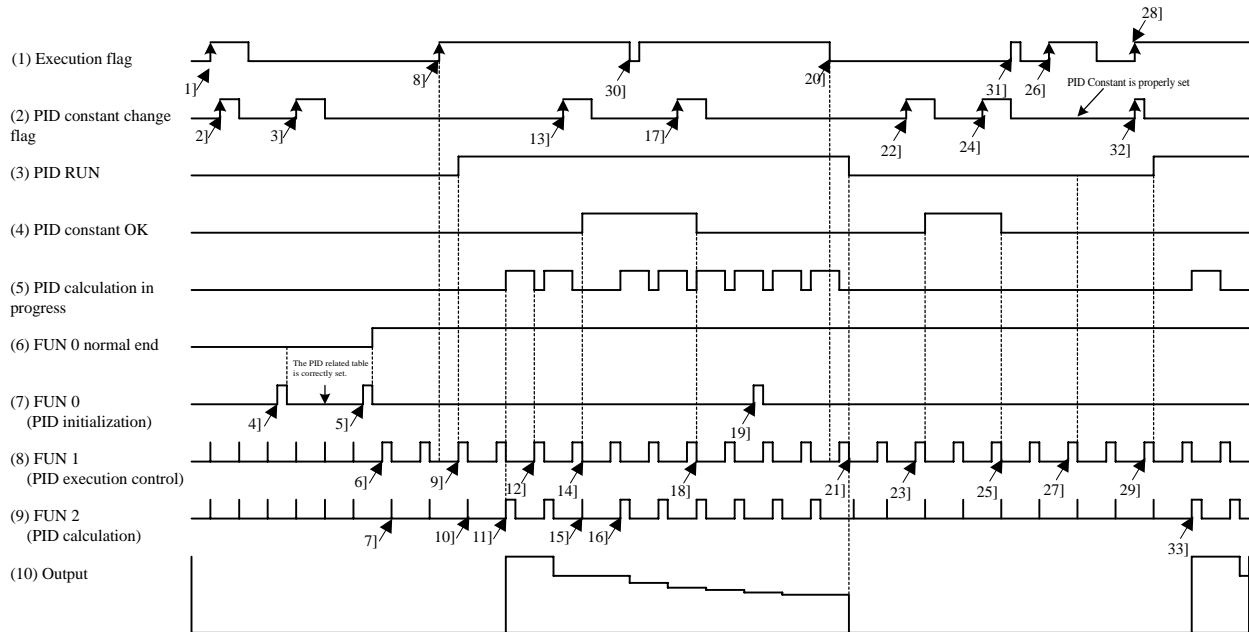 28]
(1) Execution flag
1]
8]
30]
20]
31]
26]
PID Constant is properly set
(2) PID constant change
flag
2]
3]
13]
17]
22]
24]
32]
(3) PID RUN
(4) PID constant OK
(5) PID calculation in
progress
(6) FUN 0 normal end
The PID related table
is correctly set.
(7) FUN 0
(PID initialization)
4]
5]
19]
(8) FUN 1
(PID execution control)
6]
9]
12]
14]
18]
21]
23]
25]
27]
29]
(9) FUN 2
(PID calculation)
7]
10]
11]
15]
16]
33]
(10) Output